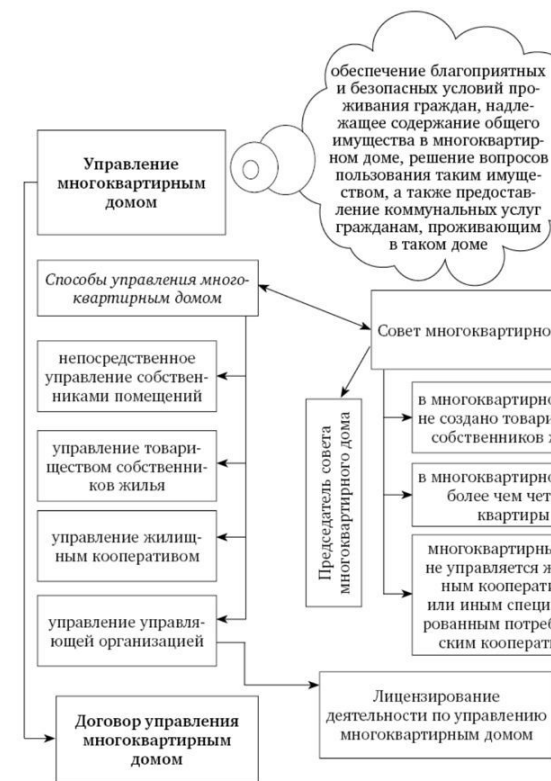 обеспечение благоприятных
и безопасных условий про-
живания граждан, надле-
жащее содержание общего
имущества в многоквартир-
ном доме, решение вопросов
пользования таким имуще-
ством, а также предостав-
ление коммунальных услуг
гражданам, проживающим
в таком доме
Управление
многоквартирным
домом
Способы управления много-
квартирным домом
непосредственное
управление собствен-
никами помещений
управление товари-
ществом собственни-
ков жилья
управление жилищ-
ным кооперативом
управление управля-
ющей организацией
Договор управления
многоквартирным
домом
Совет многоквартирно
Председатель совета
многоквартирного дома
в многоквартирно
не создано товари
собственников
в многоквартирно
более чем чет
квартиры
многоквартирны
не управляется ж
ным кооперати
или иным специ
рованным потреб
ским кооперати
Лицензирование
деятельности по управлению
многоквартирным домом